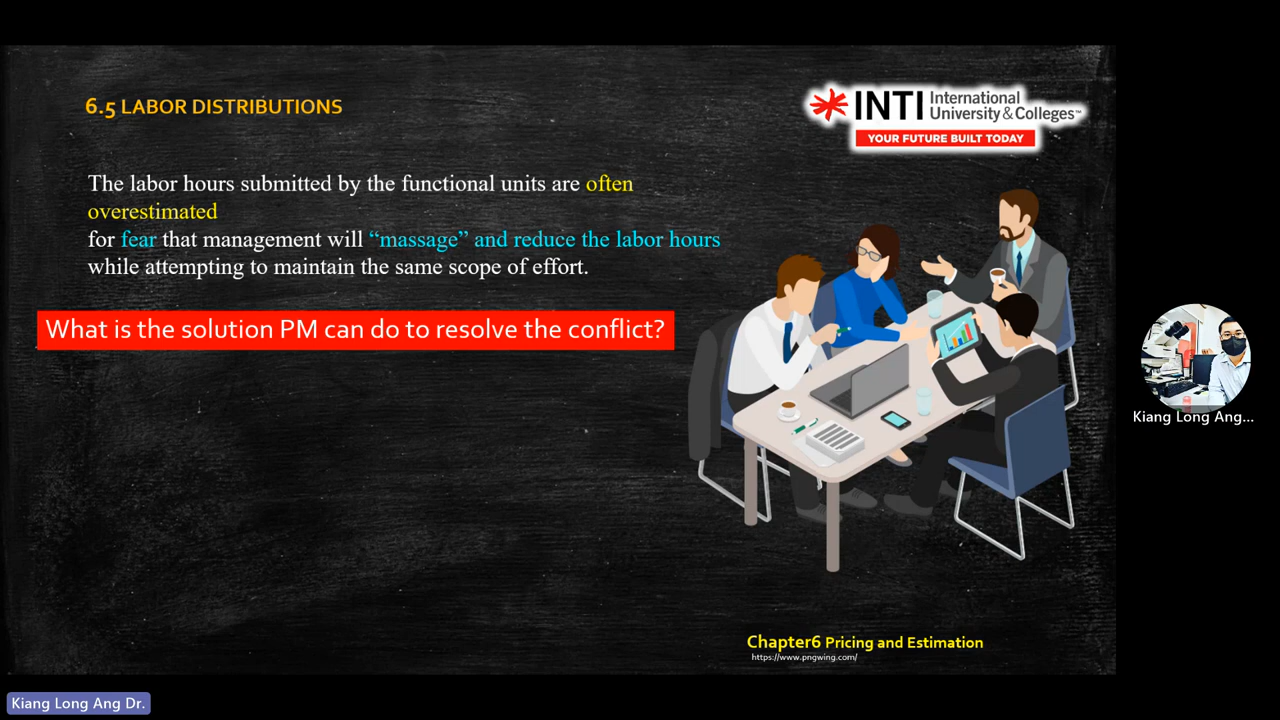 6.5 LABOR DISTRIBUTIONS
INTI International
University & Colleges™
YOUR FUTURE BUILT TODAY
The labor hours submitted by the functional units are often
overestimated
for fear that management will “massage” and reduce the labor hours
while attempting to maintain the same scope of effort.
What is the solution PM can do to resolve the conflict?
Kiang Long Ang...
Chapter6 Pricing and Estimation
https://www.pngwing.com/
Kiang Long Ang Dr.